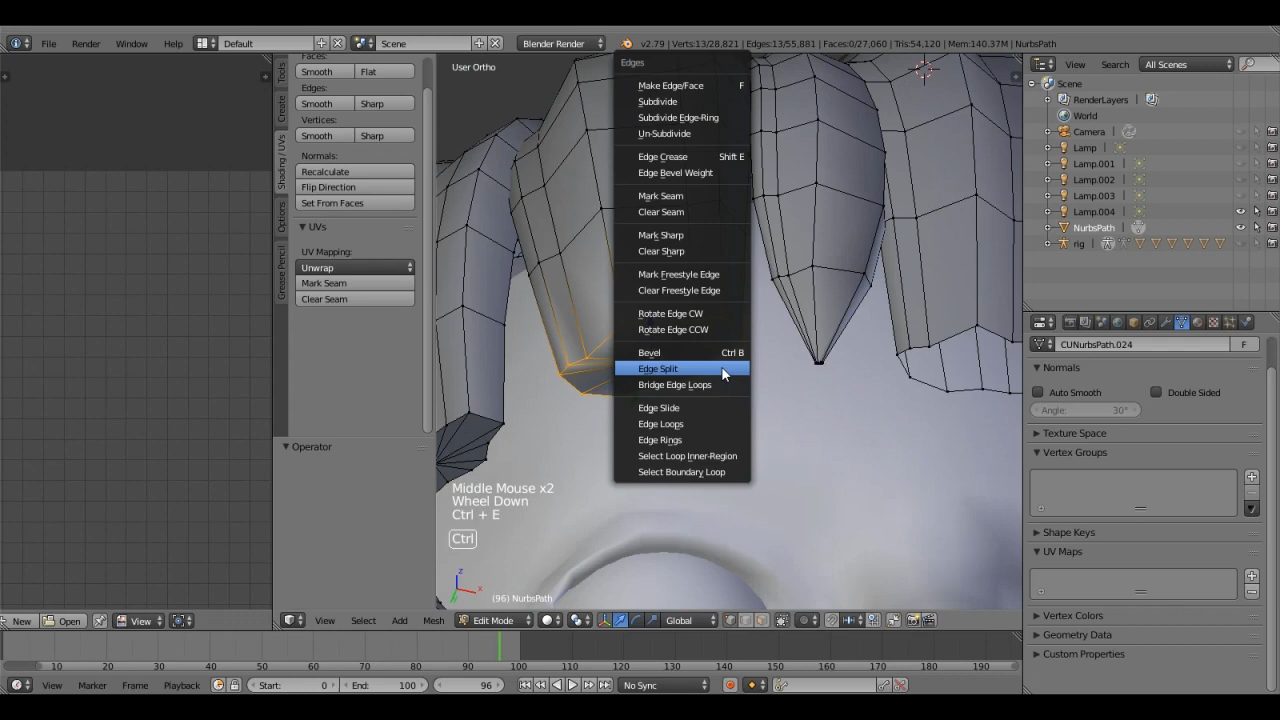 File Render Window Help Default Scene Blender Render v2.79 | Verts:13/28,821 | Edges:13/55,881 | Faces:0/27,060 | Tris:54,120 | Mem:140.37M | NurbsPath
Tools
Create
Shading / UVs
Options
Grease Pencil
Faces:
Smooth Flat
Edges:
Smooth Sharp
Vertices:
Smooth Sharp
Normals:
Recalculate
Flip Direction
Set From Faces
UVs
UV Mapping:
Unwrap
Mark Seam
Clear Seam
Operator
User Ortho
Edges
Make Edge/Face F
Subdivide
Subdivide Edge-Ring
Un-Subdivide
Edge Crease Shift E
Edge Bevel Weight
Mark Seam
Clear Seam
Mark Sharp
Clear Sharp
Mark Freestyle Edge
Clear Freestyle Edge
Rotate Edge CW
Rotate Edge CCW
Bevel Ctrl B
Edge Split
Bridge Edge Loops
Edge Slide
Edge Loops
Edge Rings
Select Loop Inner-Region
Select Boundary Loop
Middle Mouse x2
Wheel Down
Ctrl + E
Ctrl
z
x
(96) NurbsPath
View Search All Scenes
Scene
RenderLayers
World
Camera
Lamp
Lamp.001
Lamp.002
Lamp.003
Lamp.004
NurbsPath
rig
CUNurbsPath.024 F
Normals
Auto Smooth Double Sided
Angle: 30°
Texture Space
Vertex Groups
Shape Keys
UV Maps
Vertex Colors
Geometry Data
Custom Properties
New Open View View Select Add Mesh Edit Mode Global
10 20 30 40 50 60 70 80 90 100 110 120 130 140 150 160 170 180 190
View Marker Frame Playback Start: 0 End: 100 96 No Sync